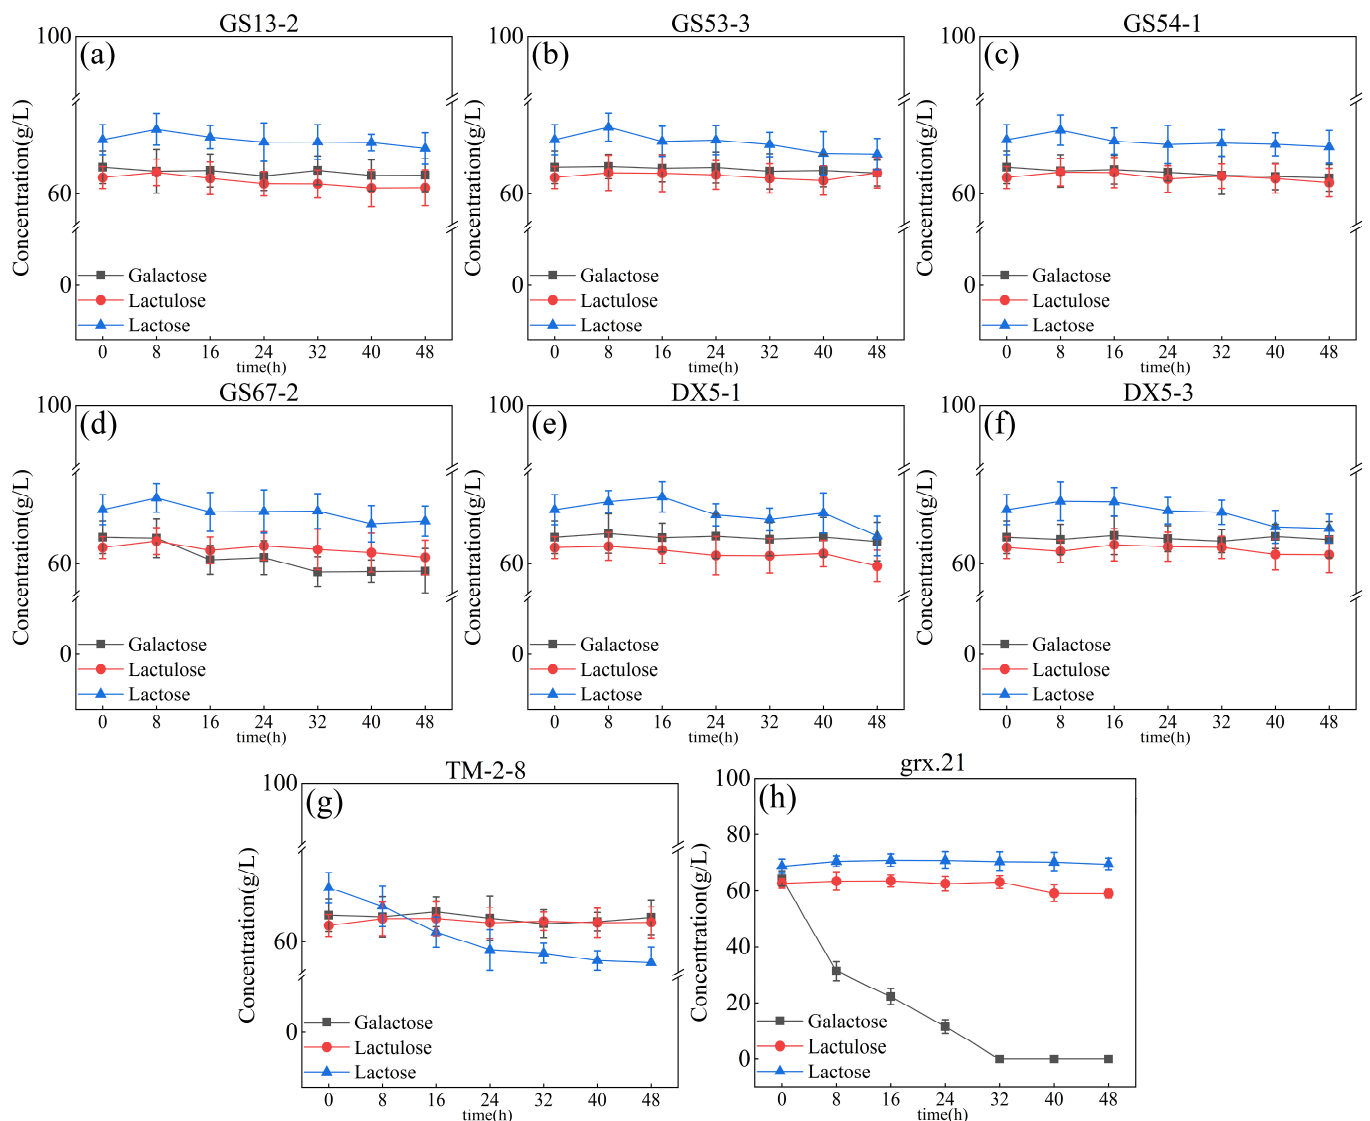 GS13-2
(a)
100
60
0
Concentration(g/L)
Galactose
Lactulose
Lactose
0 8 16 24 32 40 48
time(h)
GS53-3
(b)
100
60
0
Concentration(g/L)
Galactose
Lactulose
Lactose
0 8 16 24 32 40 48
time(h)
GS54-1
(c)
100
60
0
Concentration(g/L)
Galactose
Lactulose
Lactose
0 8 16 24 32 40 48
time(h)
GS67-2
(d)
100
60
0
Concentration(g/L)
Galactose
Lactulose
Lactose
0 8 16 24 32 40 48
time(h)
DX5-1
(e)
100
60
0
Concentration(g/L)
Galactose
Lactulose
Lactose
0 8 16 24 32 40 48
time(h)
DX5-3
(f)
100
60
0
Concentration(g/L)
Galactose
Lactulose
Lactose
0 8 16 24 32 40 48
time(h)
TM-2-8
(g)
100
60
0
Concentration(g/L)
Galactose
Lactulose
Lactose
0 8 16 24 32 40 48
time(h)
grx.21
(h)
100
80
60
40
20
0
Concentration(g/L)
Galactose
Lactulose
Lactose
0 8 16 24 32 40 48
time(h)